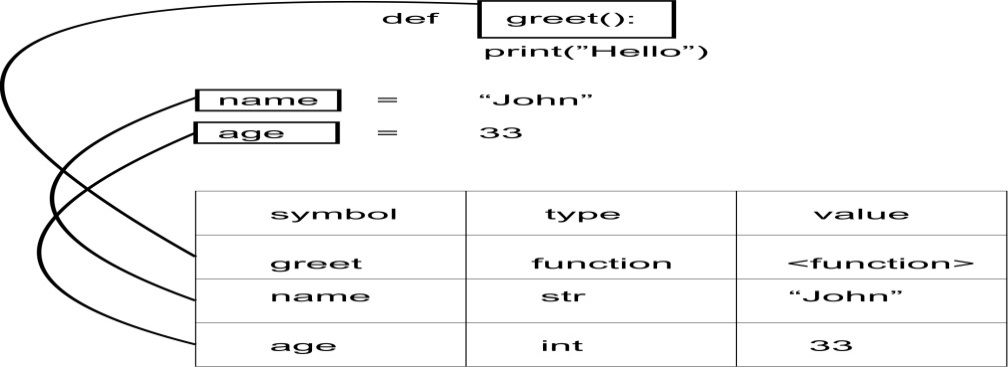 def greet():
print(”Hello”)
name = “John”
age = 33
symbol type value
greet function <function>
name str “John”
age int 33